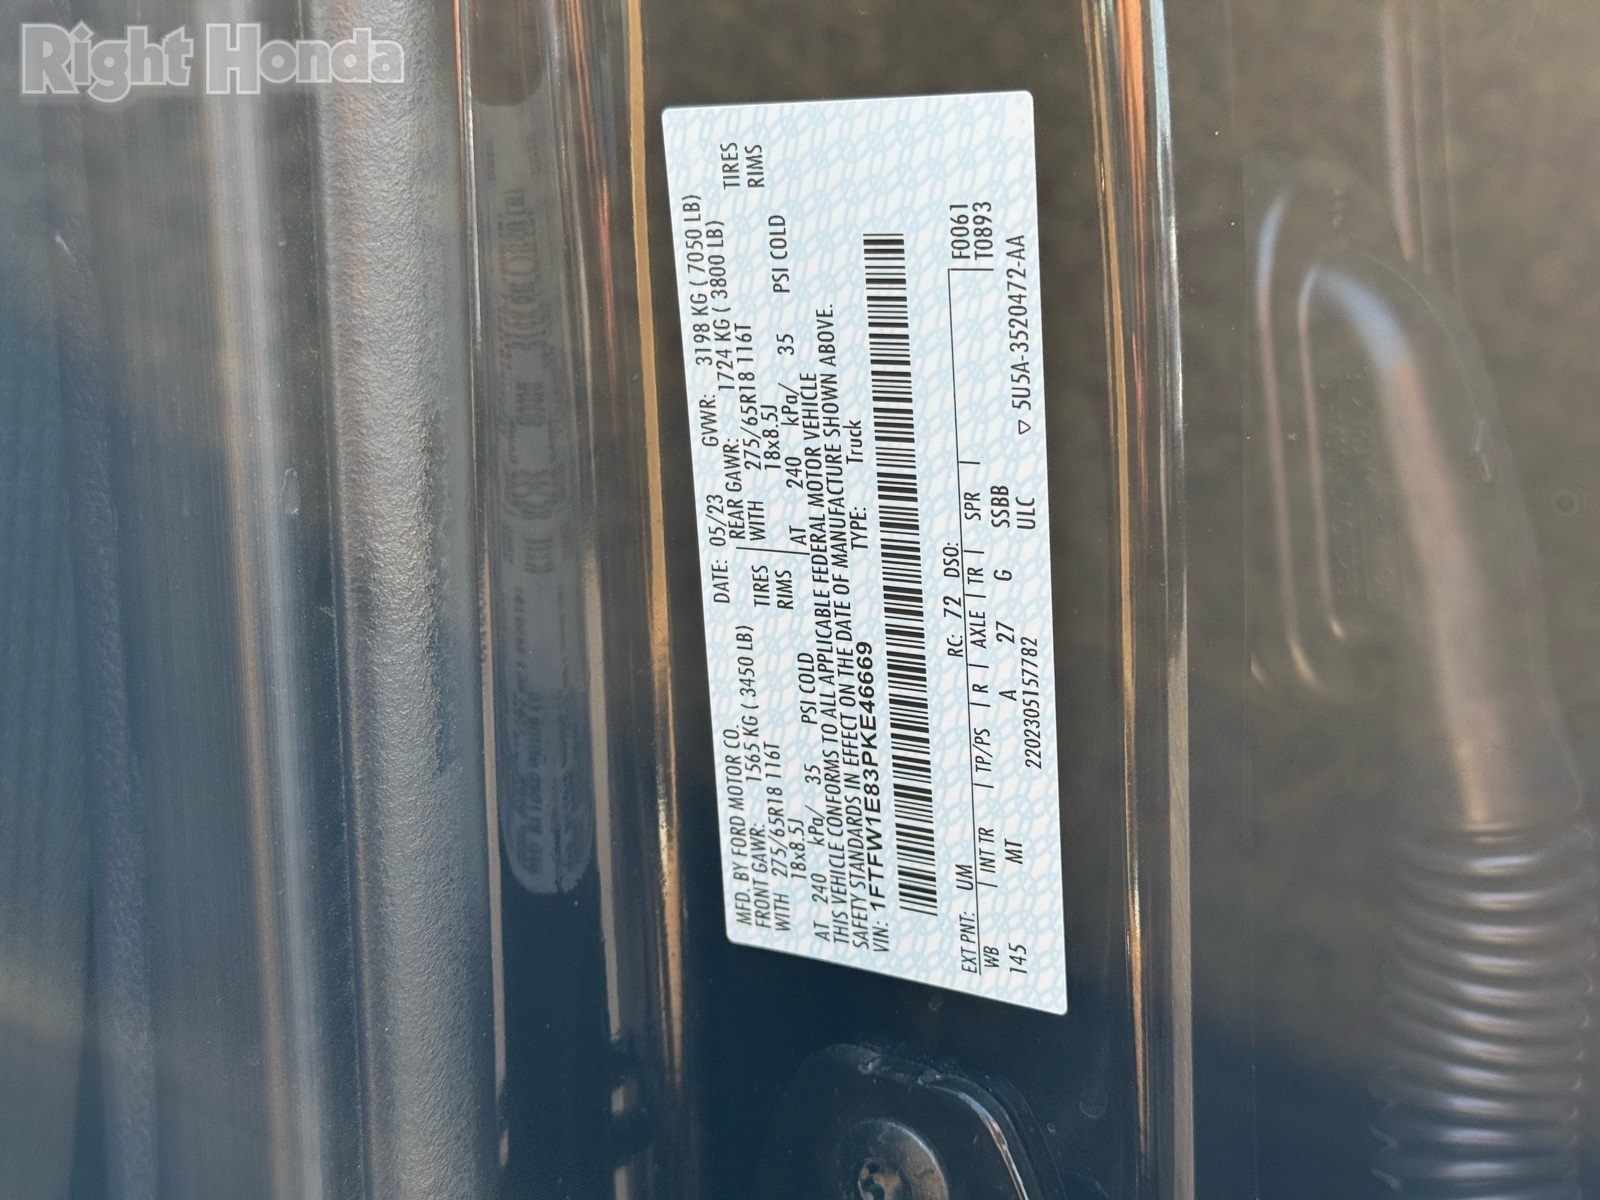 Right Honda
MFD. BY FORD MOTOR CO. DATE: 05/23 GVWR: 3198 KG ( 7050 LB)
FRONT GAWR: 1565 KG ( 3450 LB) REAR GAWR: 1724 KG ( 3800 LB)
WITH 275/65R18 116T TIRES WITH 275/65R18 116T TIRES
18x8.5J RIMS 18x8.5J RIMS
AT 240 kPa/ 35 PSI COLD AT 240 kPa/ 35 PSI COLD
THIS VEHICLE CONFORMS TO ALL APPLICABLE FEDERAL MOTOR VEHICLE
SAFETY STANDARDS IN EFFECT ON THE DATE OF MANUFACTURE SHOWN ABOVE.
VIN: 1FTFW1E83PKE46669 TYPE: Truck
EXT PNT: UM RC: 72 DSO: F0061
WB INT TR TP/PS R AXLE TR SPR T0893
145 MT A 27 G SSBB
220230515​7782 ULC ▽ 5U5A-3520472-AA